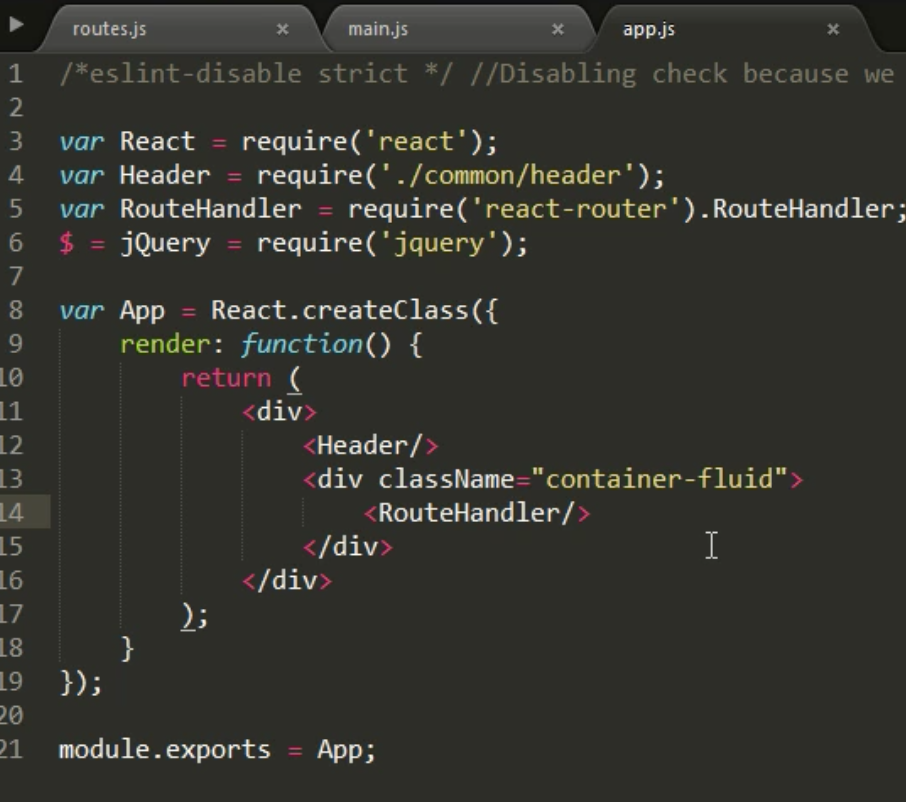 routes.js × main.js × app.js ×
1 /*eslint-disable strict */ //Disabling check because we
2
3 var React = require('react');
4 var Header = require('./common/header');
5 var RouteHandler = require('react-router').RouteHandler;
6 $ = jQuery = require('jquery');
7
8 var App = React.createClass({
9     render: function() {
10         return (
11             <div>
12                 <Header/>
13                 <div className="container-fluid">
14                     <RouteHandler/>
15                 </div>
16             </div>
17         );
18     }
19 });
20
21 module.exports = App;